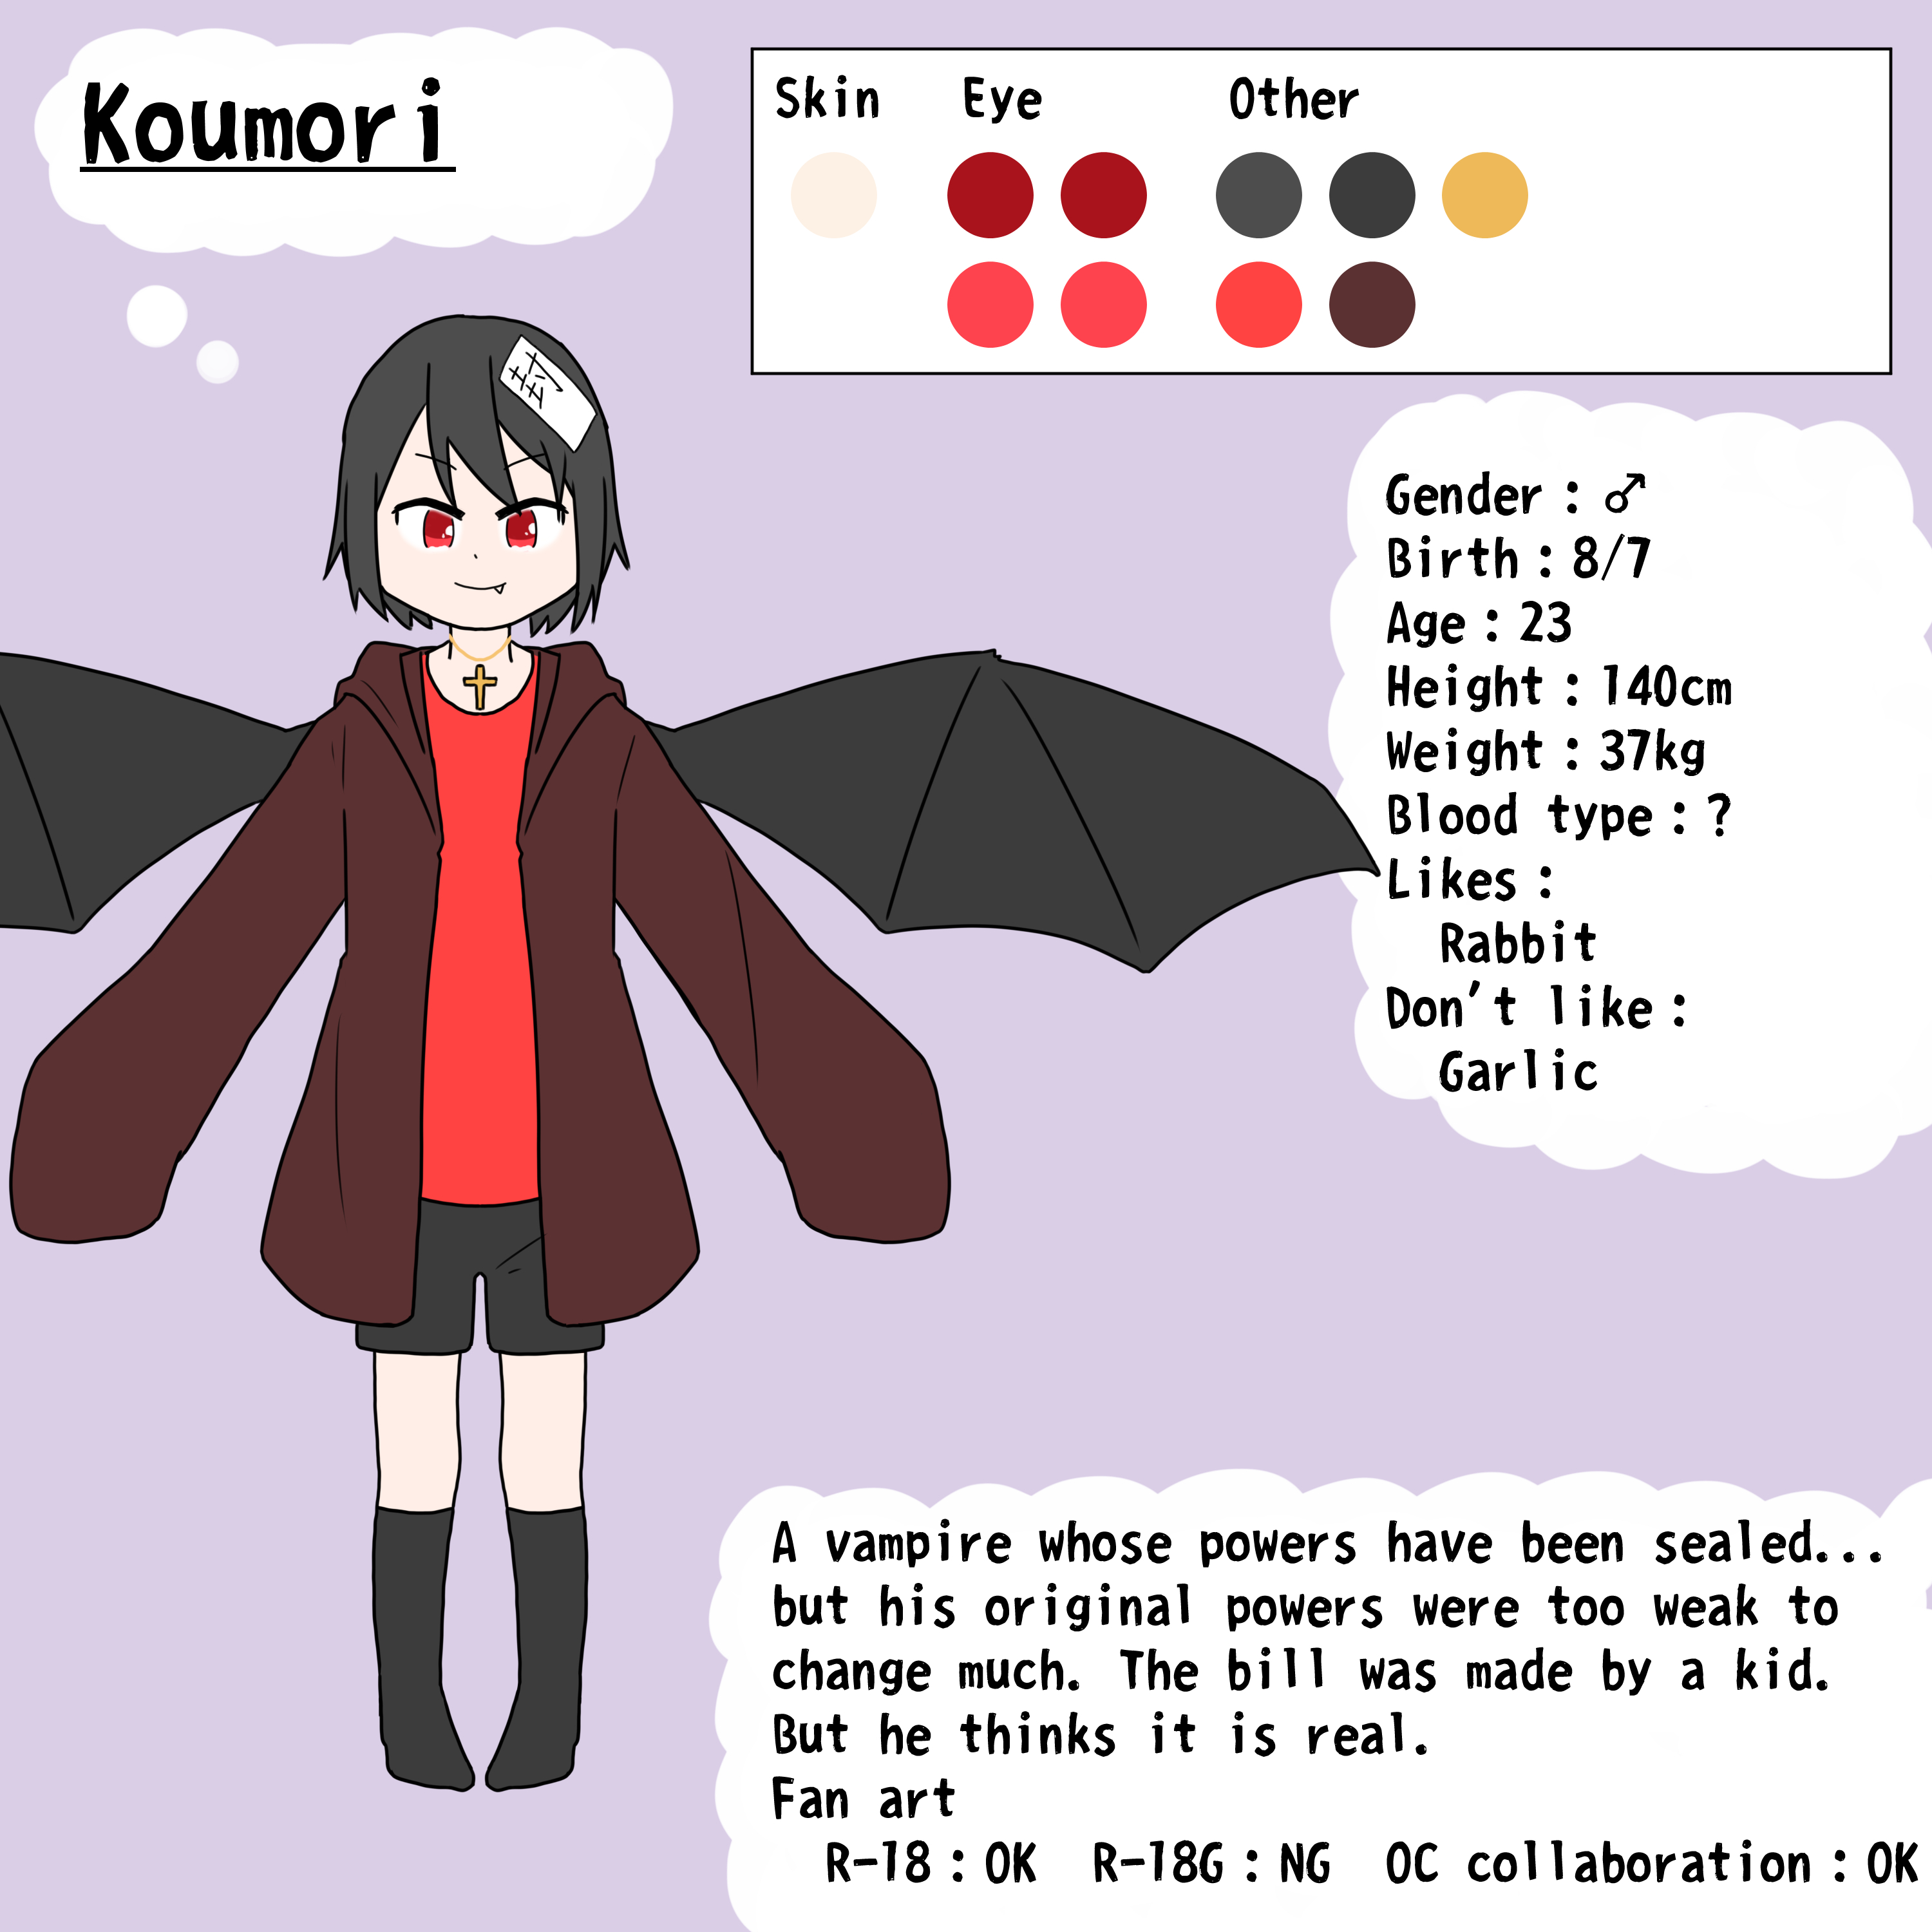 Koumori
Skin Eye Other
Gender : ♂
Birth : 8/7
Age : 23
Height : 140cm
Weight : 37kg
Blood type : ?
Likes :
Rabbit
Don't like :
Garlic
A vampire whose powers have been sealed...
but his original powers were too weak to
change much. The bill was made by a kid.
But he thinks it is real.
Fan art
R-18 : OK R-18G : NG OC collaboration : OK